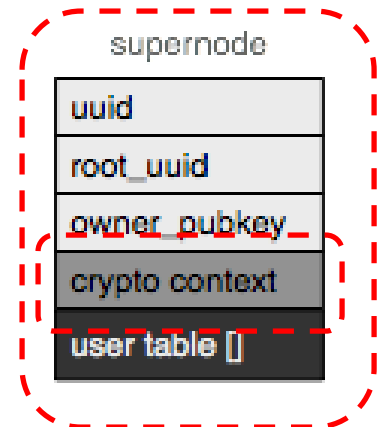 supernode
uuid
root_uuid
owner_pubkey
crypto context
user table []